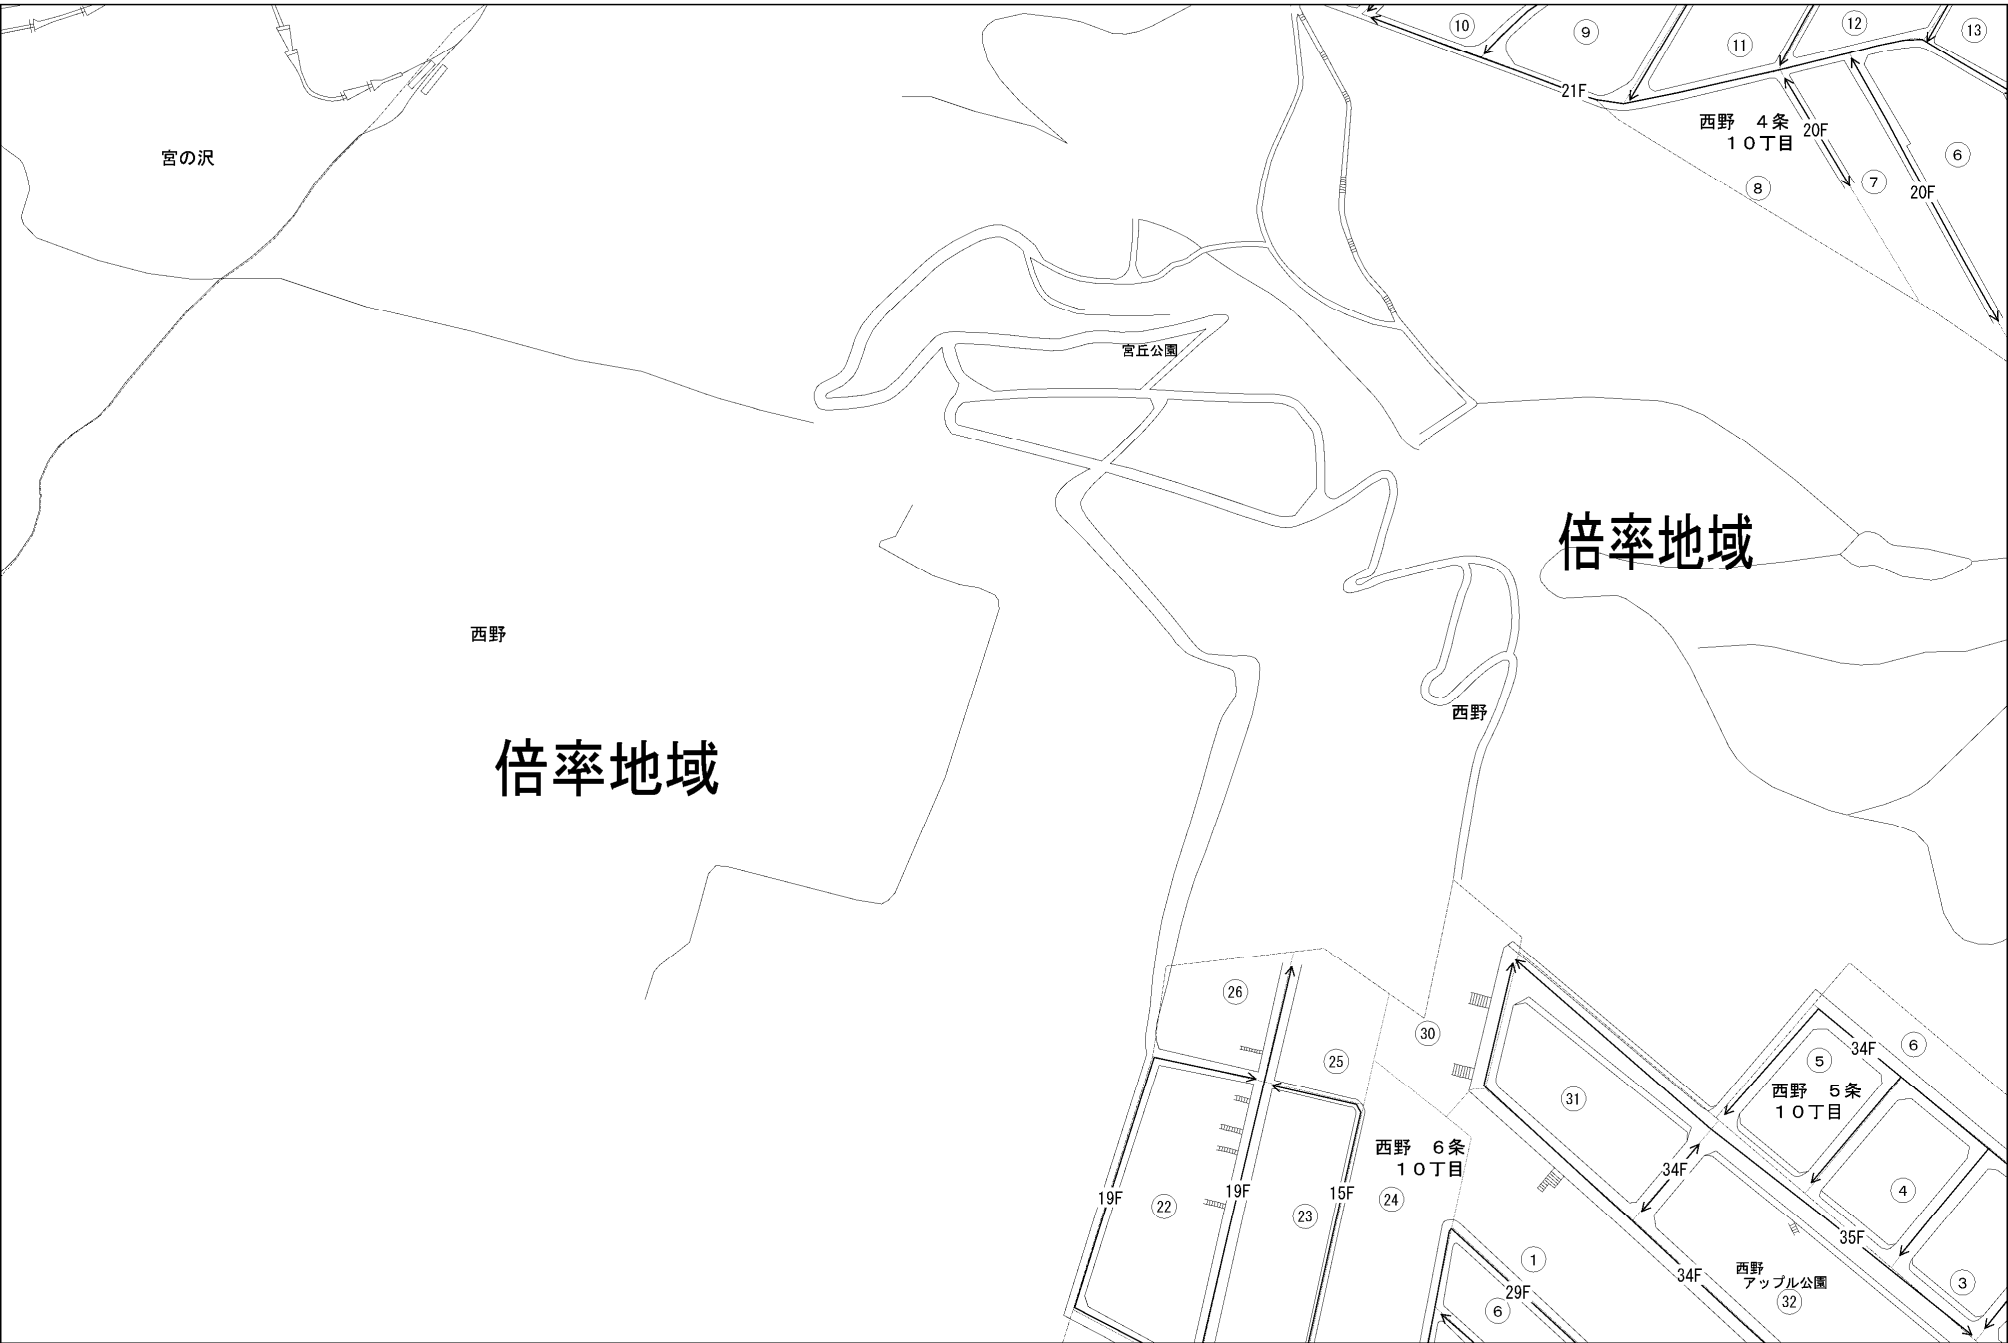 10
9
11
12
13
21F
西野　４条
１０丁目
20F
6
7
8
20F
宮の沢
宮丘公園
倍率地域
西野
西野
倍率地域
26
30
25
31
34F
6
5
西野　５条
１０丁目
西野　６条
１０丁目
34F
4
19F
22
19F
23
15F
24
35F
1
34F
西野
アップル公園
32
3
29F
6